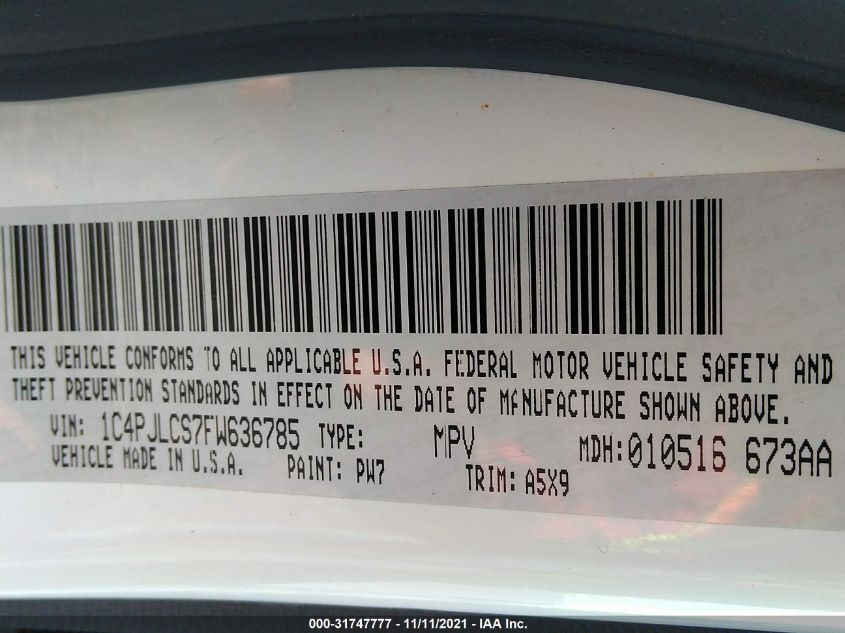 THIS VEHICLE CONFORMS TO ALL APPLICABLE U.S.A. FEDERAL MOTOR VEHICLE SAFETY AND
THEFT PREVENTION STANDARDS IN EFFECT ON THE DATE OF MANUFACTURE SHOWN ABOVE.
VIN: 1C4PJLCS7FW636785 TYPE: MPV MDH:010516 673AA
VEHICLE MADE IN U.S.A. PAINT: PW7 TRIM: A5X9
000-31747777 - 11/11/2021 - IAA Inc.